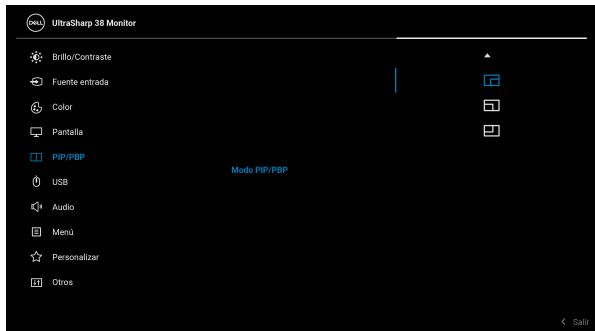 DELL
UltraSharp 38 Monitor
Brillo/Contraste
Fuente entrada
Color
Pantalla
PIP/PBP
Modo PIP/PBP
USB
Audio
Menú
Personalizar
Otros
Salir